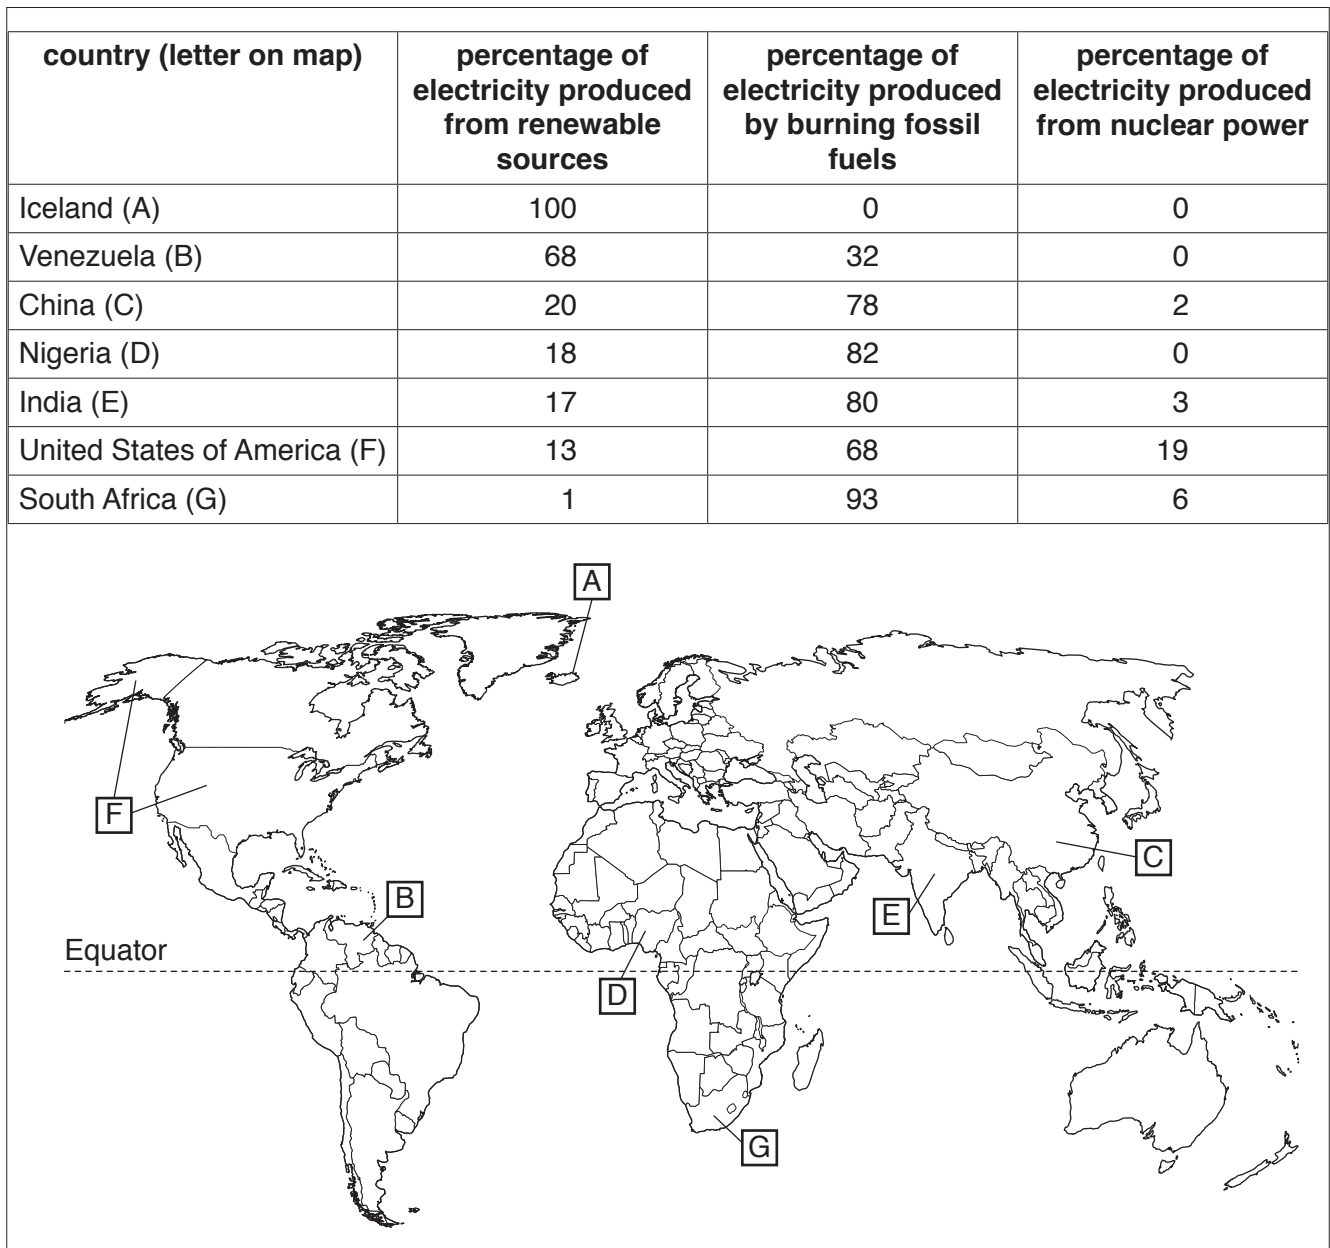 country (letter on map)
percentage of
electricity produced
from renewable
sources
percentage of
electricity produced
by burning fossil
fuels
percentage of
electricity produced
from nuclear power
Iceland (A) 100 0 0
Venezuela (B) 68 32 0
China (C) 20 78 2
Nigeria (D) 18 82 0
India (E) 17 80 3
United States of America (F) 13 68 19
South Africa (G) 1 93 6
A
F
C
B
E
Equator
D
G